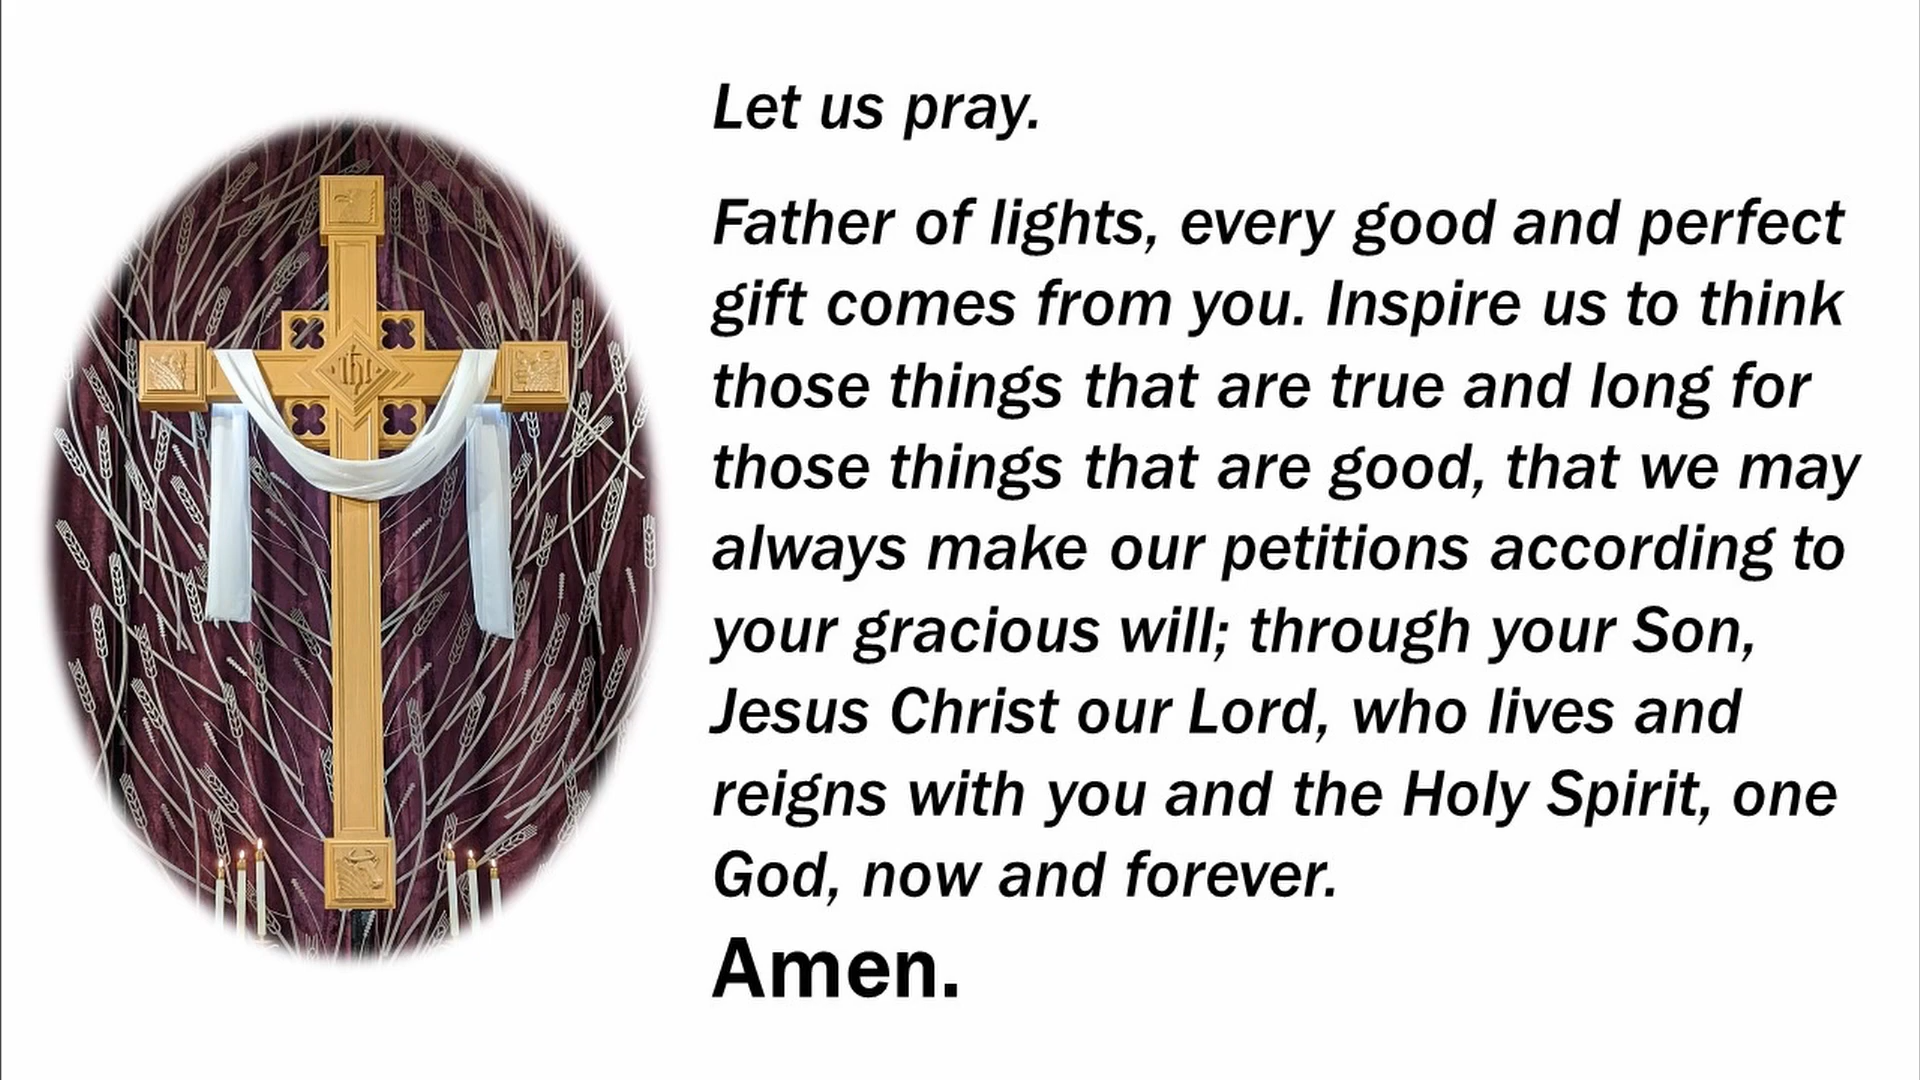 Let us pray.
Father of lights, every good and perfect
gift comes from you. Inspire us to think
those things that are true and long for
those things that are good, that we may
always make our petitions according to
your gracious will; through your Son,
Jesus Christ our Lord, who lives and
reigns with you and the Holy Spirit, one
God, now and forever.
Amen.